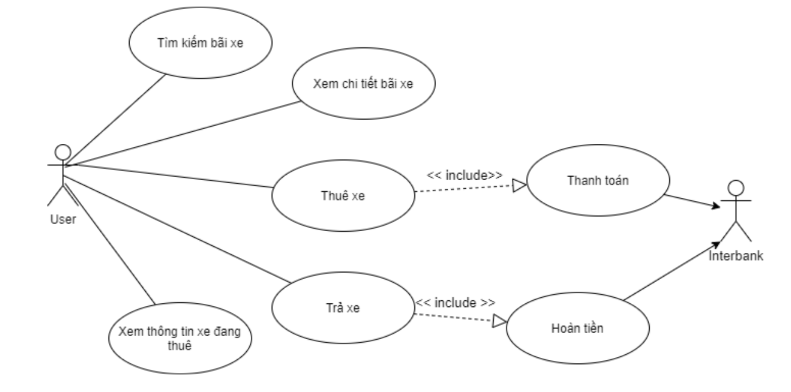 Tìm kiếm bãi xe
Xem chi tiết bãi xe
<< include>>
Thanh toán
Thuê xe
User
Interbank
<< include >>
Trả xe
Hoàn tiền
Xem thông tin xe đang
thuê